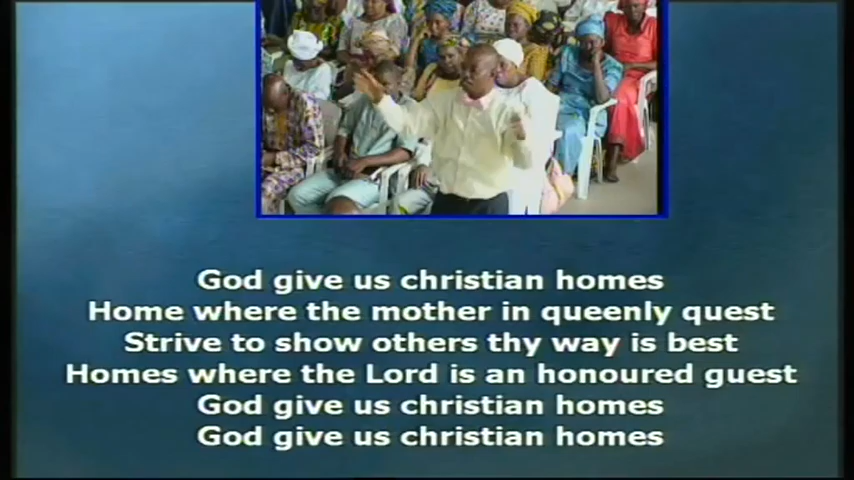 God give us christian homes
Home where the mother in queenly quest
Strive to show others thy way is best
Homes where the Lord is an honoured guest
God give us christian homes
God give us christian homes